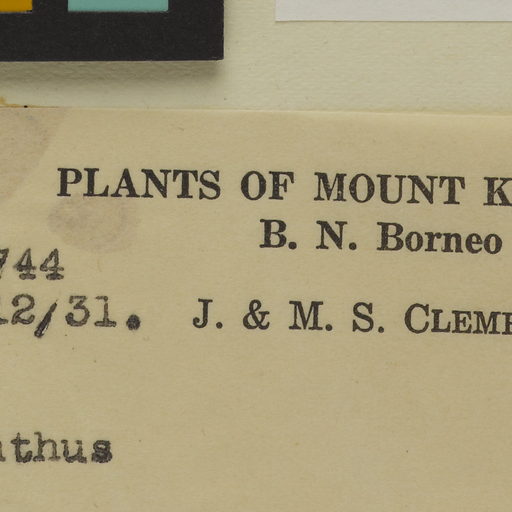 PLANTS OF MOUNT K
B. N. Borneo
744
12/31. J. & M. S. CLEME
thus